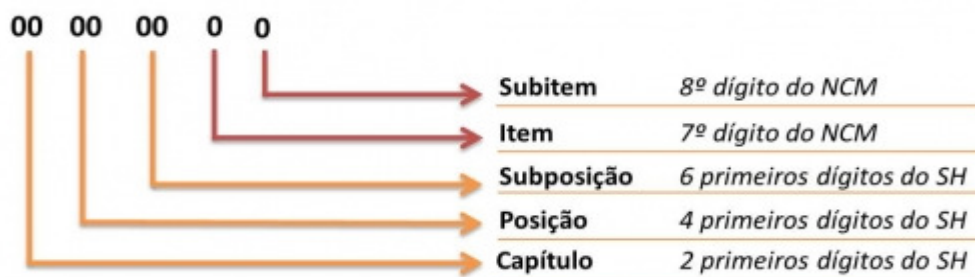 00 00 00 0 0
Subitem 8º dígito do NCM
Item 7º dígito do NCM
Subposição 6 primeiros dígitos do SH
Posição 4 primeiros dígitos do SH
Capítulo 2 primeiros dígitos do SH